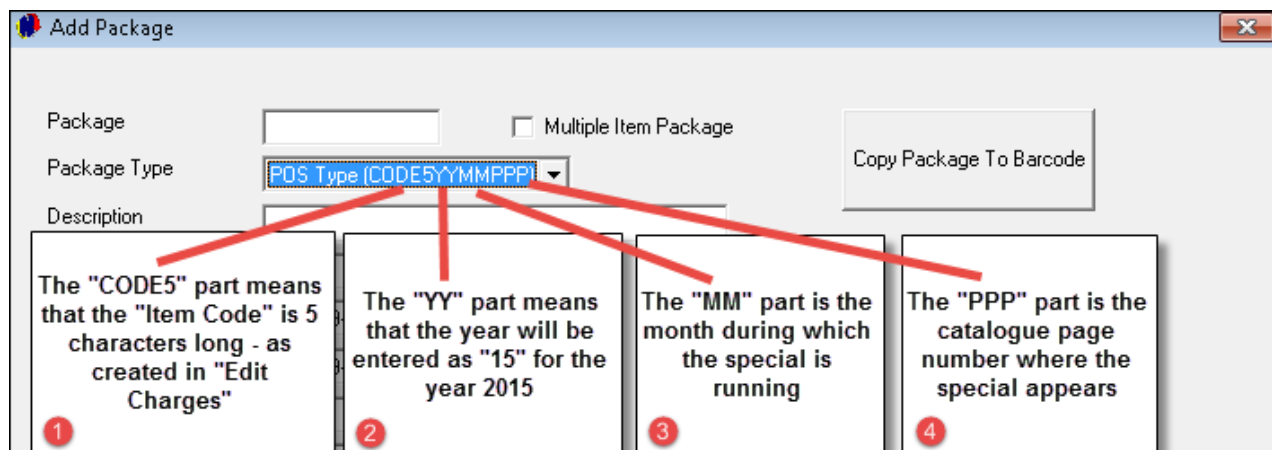 Add Package
Package
Multiple Item Package
Copy Package To Barcode
Package Type
POS Type (CODE5YYMMPPP)
Description
The "CODE5" part means
that the "Item Code" is 5
characters long - as
created in "Edit
Charges"
1
The "YY" part means
that the year will be
entered as "15" for the
year 2015
2
The "MM" part is the
month during which
the special is
running
3
The "PPP" part is the
catalogue page
number where the
special appears
4